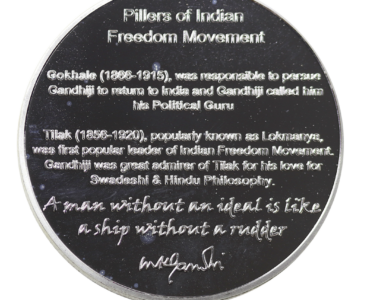 Pillers of Indian
Freedom Movement
Gokhale (1866-1915), was responsible to persue
Gandhiji to return to India and Gandhiji called him
his Political Guru
Tilak (1856-1920), popularly known as Lokmanya,
was first popular leader of Indian Freedom Movement.
Gandhiji was great admirer of Tilak for his love for
Swadeshi & Hindu Philosophy.
A man without an ideal is like
a ship without a rudder
MKGandhi